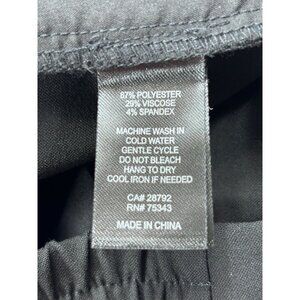 67% POLYESTER
29% VISCOSE
4% SPANDEX
MACHINE WASH IN
COLD WATER
GENTLE CYCLE
DO NOT BLEACH
HANG TO DRY
COOL IRON IF NEEDED
CA# 28792
RN# 75343
MADE IN CHINA